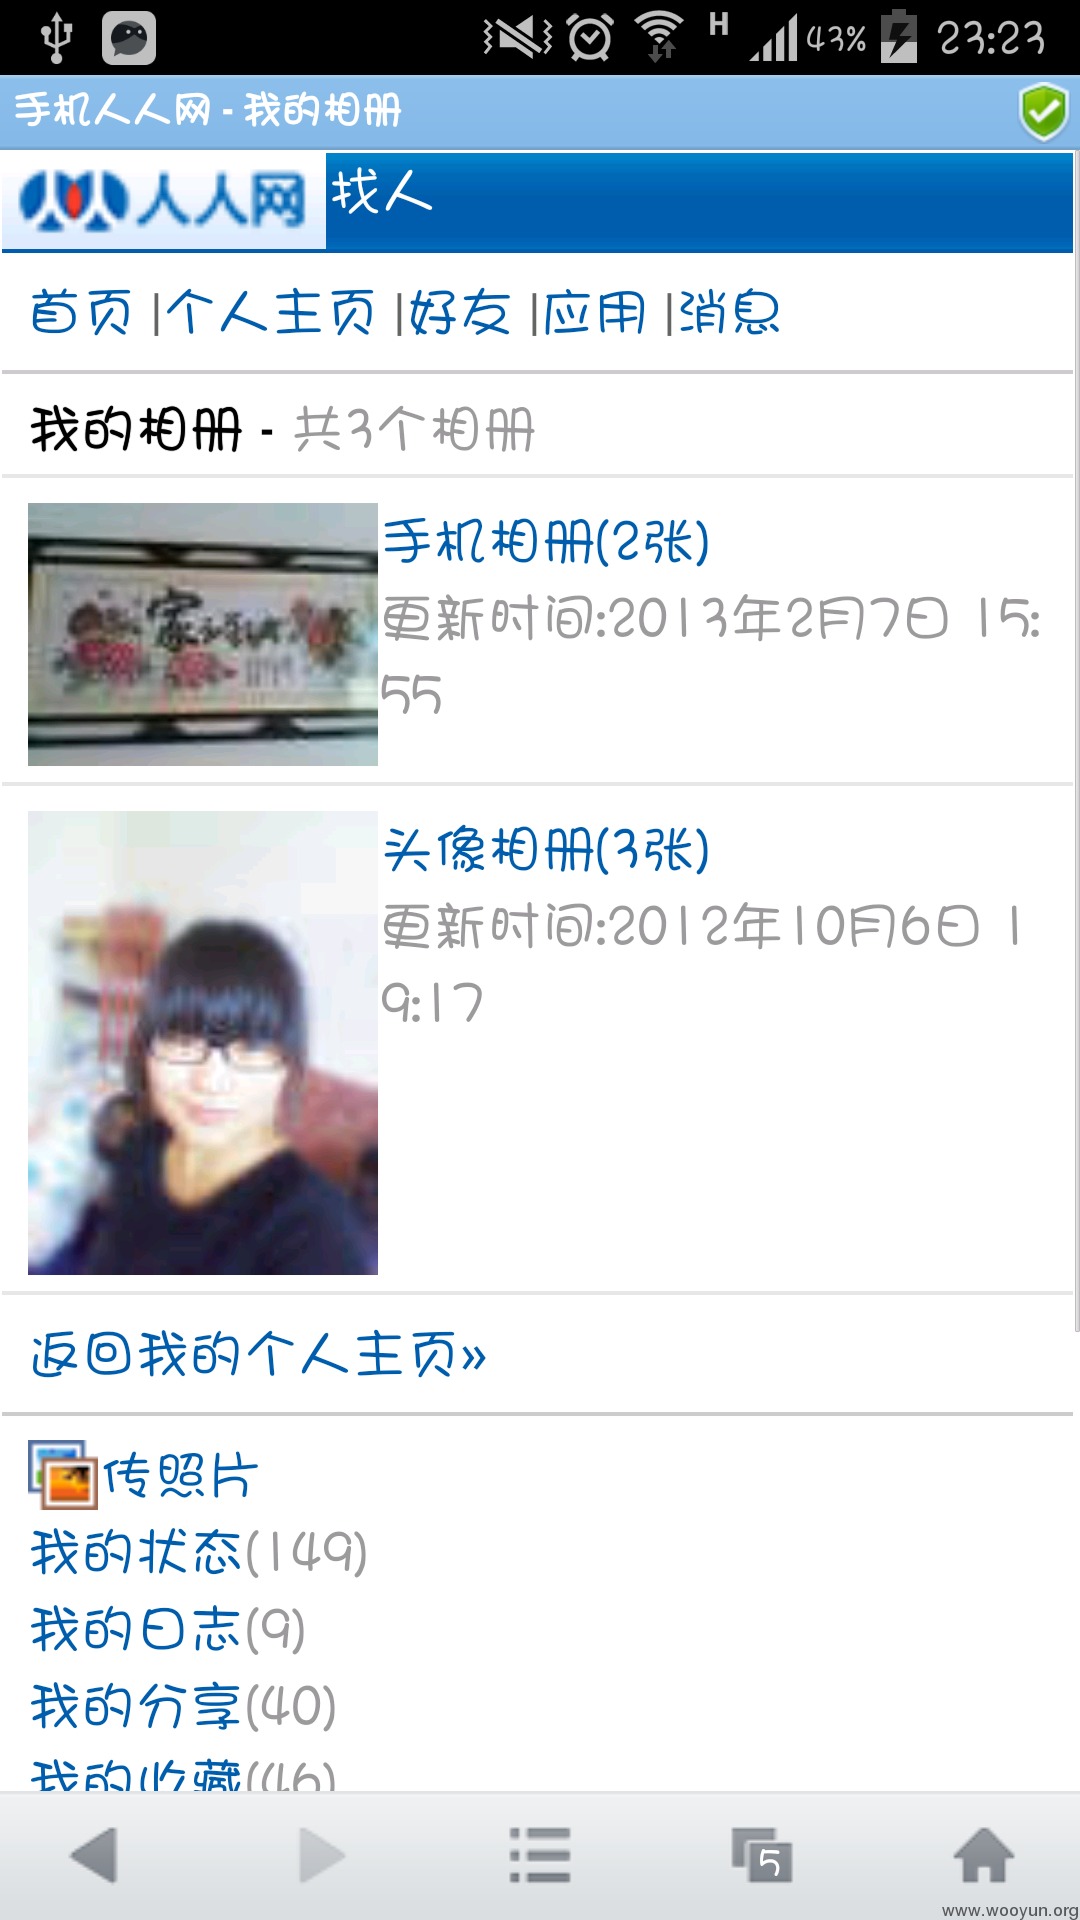 43% 23:23
手机人人网 - 我的相册
人人网 找人
首页 |个人主页 |好友 |应用 |消息
我的相册 - 共3个相册
手机相册(2张)
更新时间:2013年2月7日 15:
55
家
头像相册(3张)
更新时间:2012年10月6日 1
9:17
返回我的个人主页»
传照片
我的状态(149)
我的日志(9)
我的分享(40)
我的收藏(46)
5
www.wooyun.org